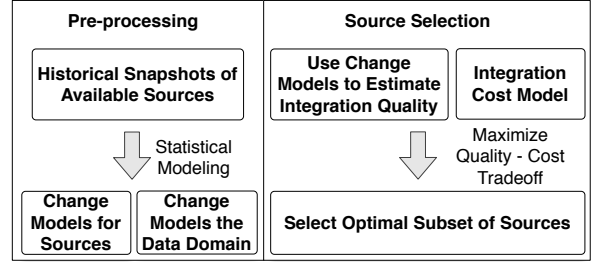 Pre-processing
Historical Snapshots of
Available Sources
Statistical
Modeling
Change
Models for
Sources
Change
Models the
Data Domain
Source Selection
Use Change
Models to Estimate
Integration Quality
Integration
Cost Model
Maximize
Quality - Cost
Tradeoff
Select Optimal Subset of Sources